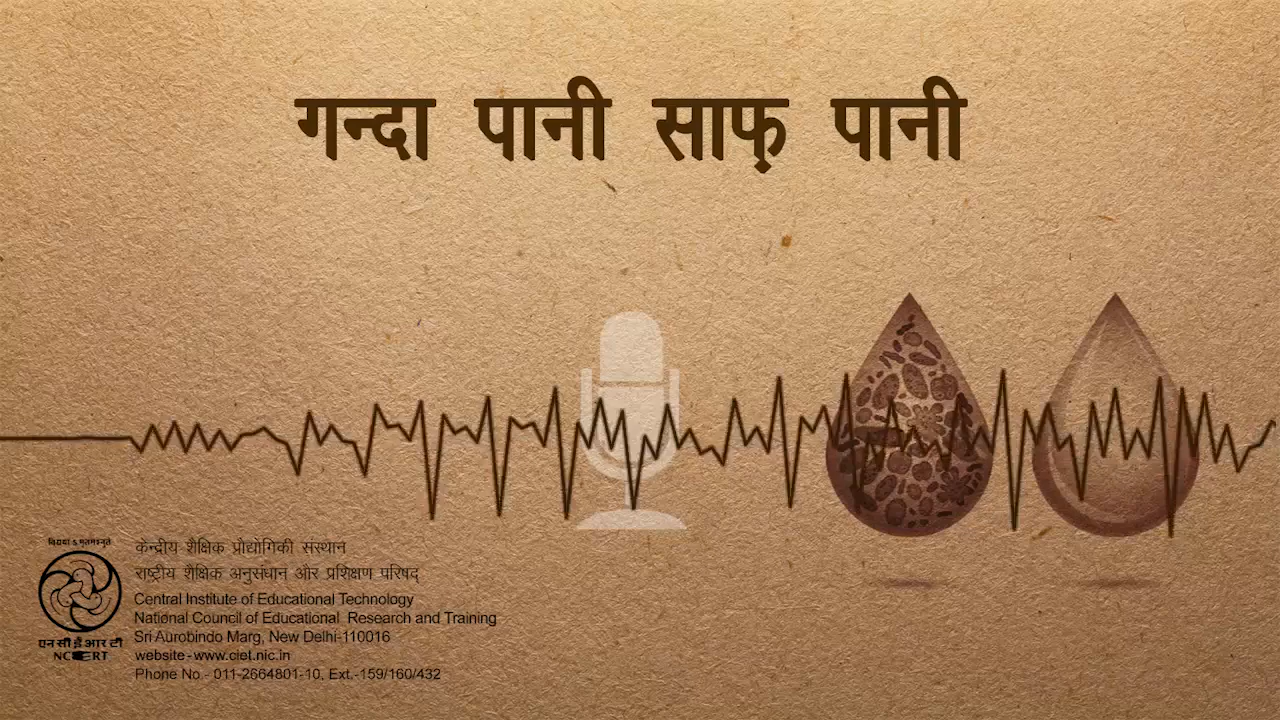 गन्दा पानी साफ़ पानी
विद्यया ऽ मृतमश्नुते
एन सी ई आर टी
NCERT
केन्द्रीय शैक्षिक प्रौद्योगिकी संस्थान
राष्ट्रीय शैक्षिक अनुसंधान और प्रशिक्षण परिषद्
Central Institute of Educational Technology
National Council of Educational Research and Training
Sri Aurobindo Marg, New Delhi-110016
website - www.ciet.nic.in
Phone No.- 011-2664801-10, Ext.-159/160/432